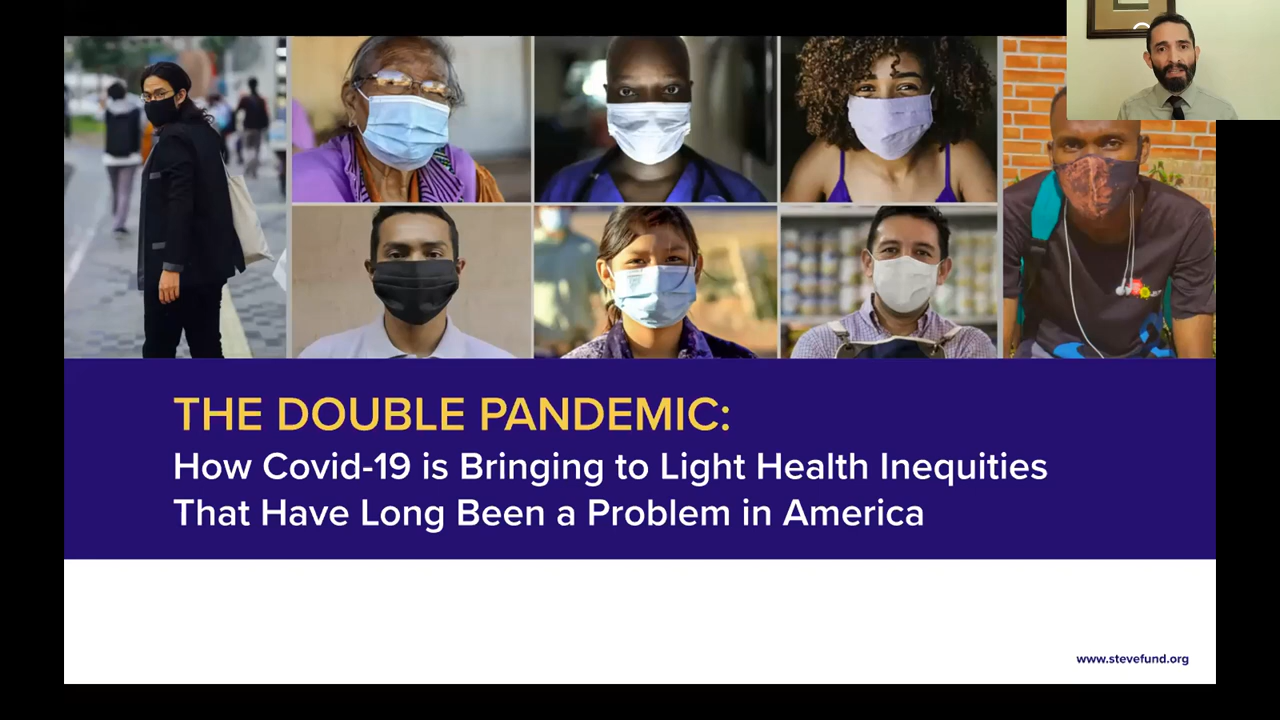 THE DOUBLE PANDEMIC:
How Covid-19 is Bringing to Light Health Inequities
That Have Long Been a Problem in America
www.stevefund.org